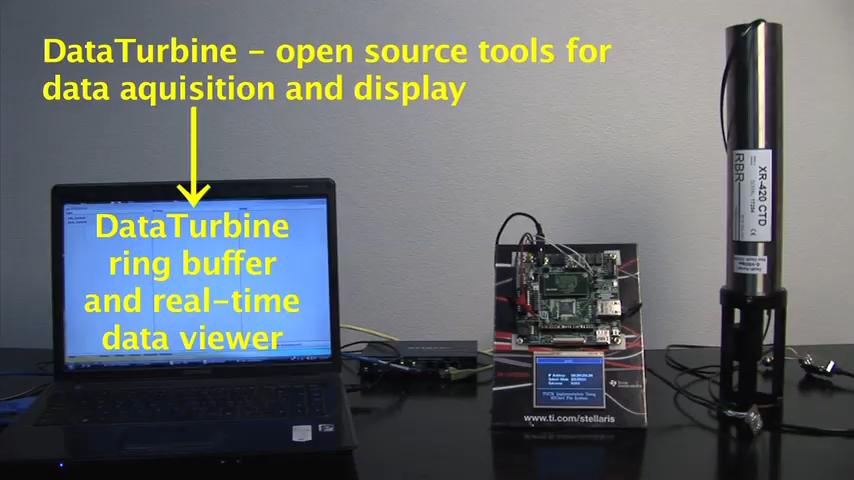 DataTurbine – open source tools for
data aquisition and display
DataTurbine
ring buffer
and real-time
data viewer
RBR
XR-420 CTD
www.ti.com/stellaris